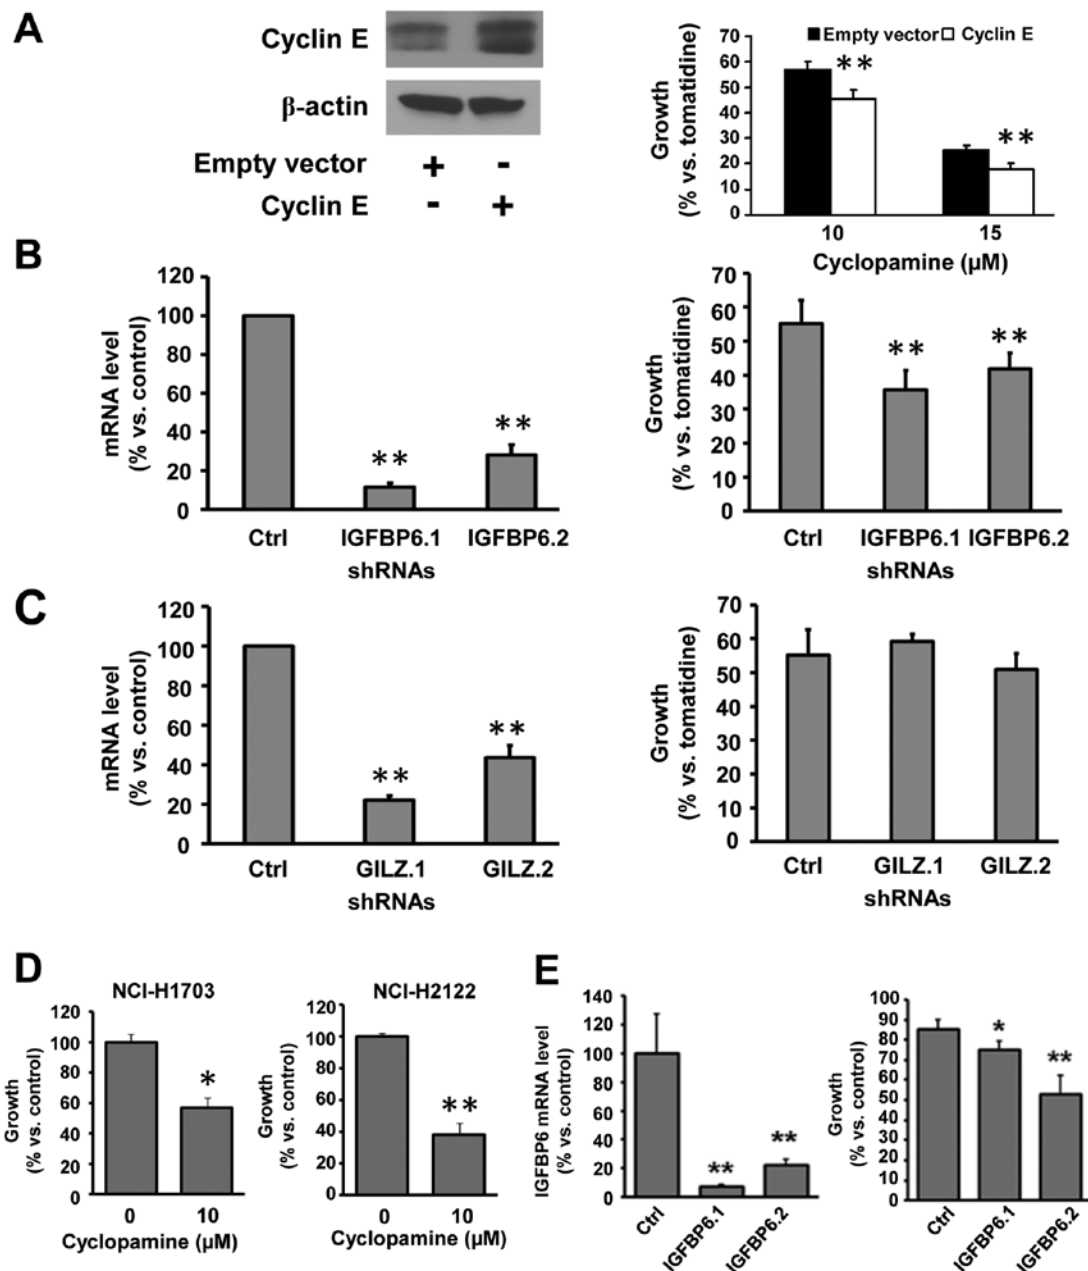 A
Cyclin E
β-actin
Empty vector + -
Cyclin E - +
Empty vector Cyclin E
Growth
(% vs. tomatidine)
70
60
50
40
30
20
10
0
** **
10 15
Cyclopamine (µM)
B
mRNA level
(% vs. control)
120
100
80
60
40
20
0
** **
Ctrl IGFBP6.1 IGFBP6.2
shRNAs
Growth
(% vs. tomatidine)
70
60
50
40
30
20
10
0
** **
Ctrl IGFBP6.1 IGFBP6.2
shRNAs
C
mRNA level
(% vs. control)
120
100
80
60
40
20
0
** **
Ctrl GILZ.1 GILZ.2
shRNAs
Growth
(% vs. tomatidine)
70
60
50
40
30
20
10
0
Ctrl GILZ.1 GILZ.2
shRNAs
D
NCI-H1703
Growth
(% vs. control)
120
100
80
60
40
20
0
*
0 10
Cyclopamine (µM)
NCI-H2122
Growth
(% vs. control)
120
100
80
60
40
20
0
**
0 10
Cyclopamine (µM)
E
IGFBP6 mRNA level
(% vs. control)
140
120
100
80
60
40
20
0
** **
Ctrl IGFBP6.1 IGFBP6.2
Growth
(% vs. control)
100
90
80
70
60
50
40
30
20
10
0
* **
Ctrl IGFBP6.1 IGFBP6.2